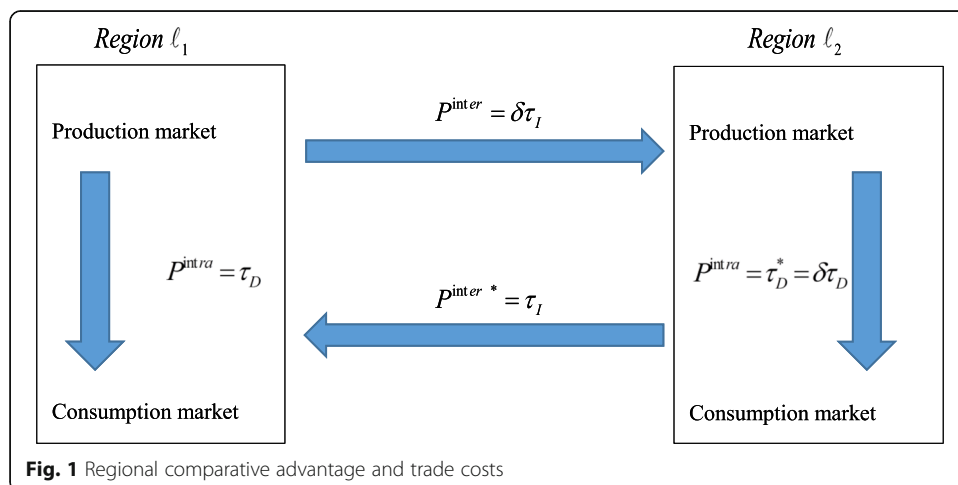 Region ℓ₁
Region ℓ₂
P^inter = δτ_I
Production market
Production market
P^intra = τ_D
P^intra = τ_D^* = δτ_D
P^inter * = τ_I
Consumption market
Consumption market
Fig. 1 Regional comparative advantage and trade costs